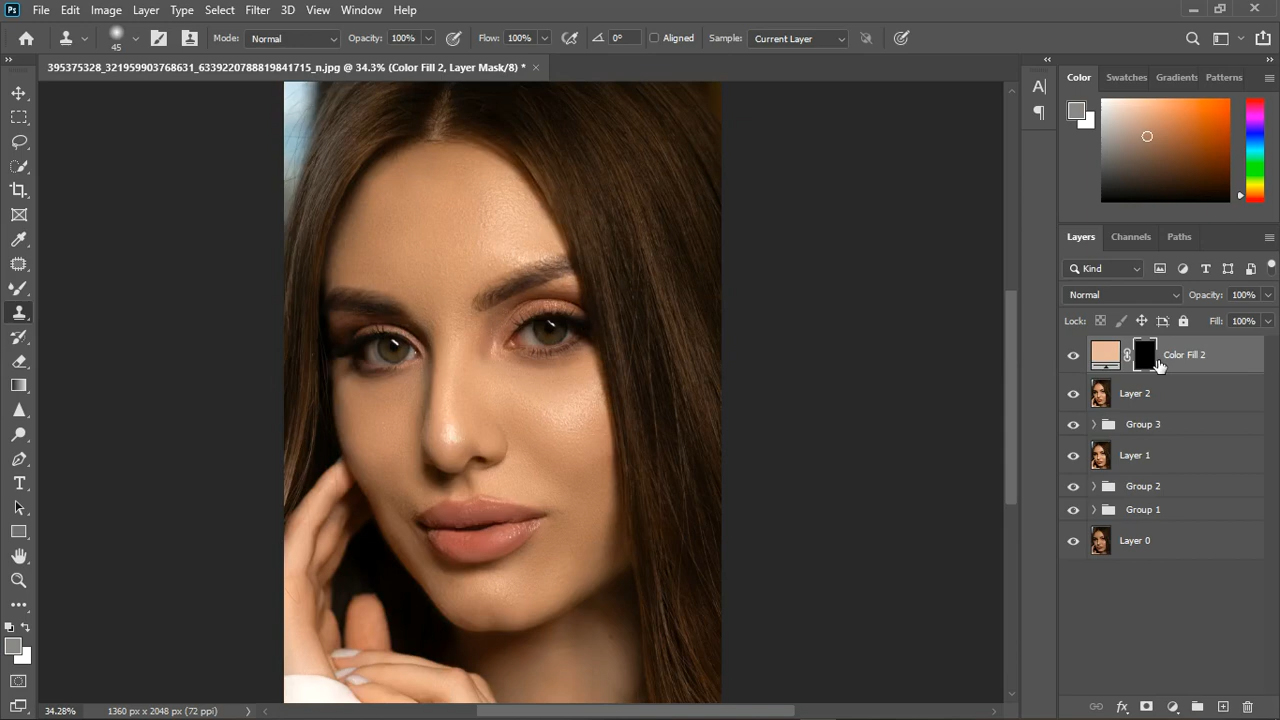 Ps File Edit Image Layer Type Select Filter 3D View Window Help
45 Mode: Normal Opacity: 100% Flow: 100% 0° Aligned Sample: Current Layer
395375328_321959903768631_6339220788819841715_n.jpg @ 34.3% (Color Fill 2, Layer Mask/8) *
Color Swatches Gradients Patterns
Layers Channels Paths
Kind
Normal Opacity: 100%
Lock: Fill: 100%
Color Fill 2
Layer 2
Group 3
Layer 1
Group 2
Group 1
Layer 0
34.28% 1360 px x 2048 px (72 ppi)